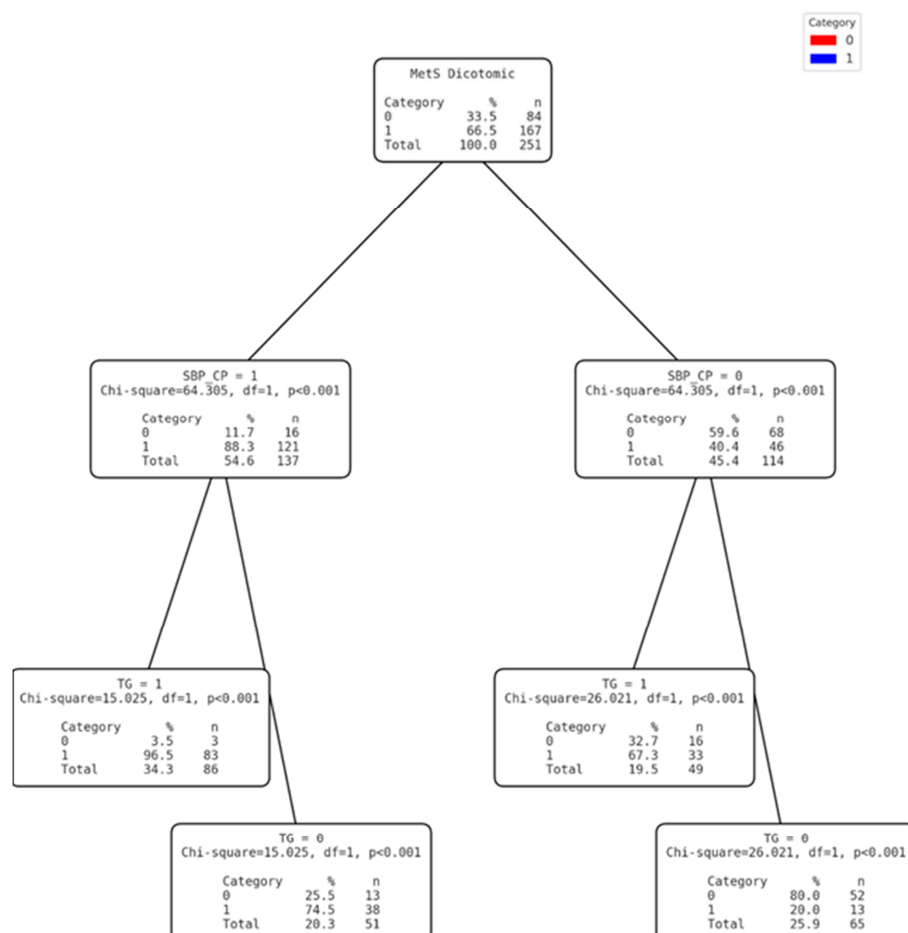 Category
0
1
MetS Dicotomic
Category % n
0 33.5 84
1 66.5 167
Total 100.0 251
SBP_CP = 1
Chi-square=64.305, df=1, p<0.001
Category % n
0 11.7 16
1 88.3 121
Total 54.6 137
SBP_CP = 0
Chi-square=64.305, df=1, p<0.001
Category % n
0 59.6 68
1 40.4 46
Total 45.4 114
TG = 1
Chi-square=15.025, df=1, p<0.001
Category % n
0 3.5 3
1 96.5 83
Total 34.3 86
TG = 0
Chi-square=15.025, df=1, p<0.001
Category % n
0 25.5 13
1 74.5 38
Total 20.3 51
TG = 1
Chi-square=26.021, df=1, p<0.001
Category % n
0 32.7 16
1 67.3 33
Total 19.5 49
TG = 0
Chi-square=26.021, df=1, p<0.001
Category % n
0 80.0 52
1 20.0 13
Total 25.9 65